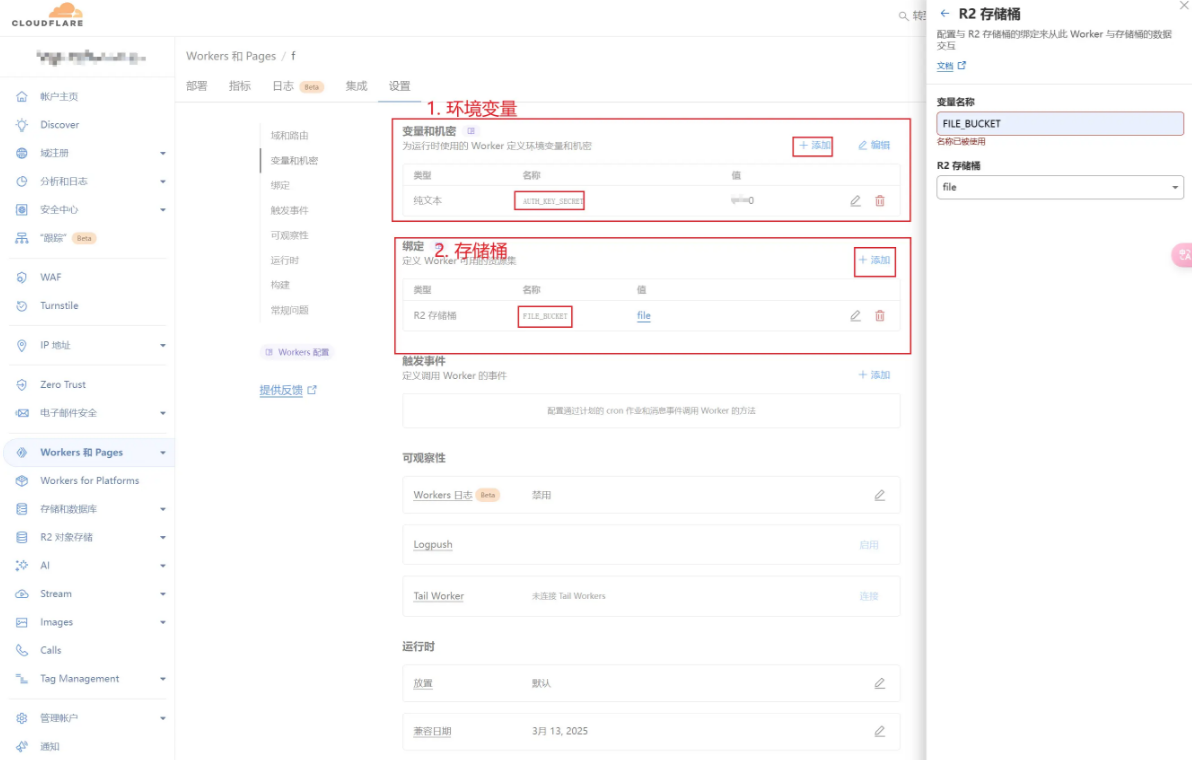 CLOUDFLARE
帐户主页
Discover
域注册
分析和日志
安全中心
“跟踪” Beta
WAF
Turnstile
IP 地址
Zero Trust
电子邮件安全
Workers 和 Pages
Workers for Platforms
存储和数据库
R2 对象存储
AI
Stream
Images
Calls
Tag Management
管理帐户
通知
转到
Workers 和 Pages / f
部署 指标 日志 Beta 集成 设置
域和路由
变量和机密
绑定
触发事件
可观察性
运行时
构建
常规问题
Workers 配置
提供反馈
1. 环境变量
变量和机密
为运行时使用的 Worker 定义环境变量和机密
+ 添加 编辑
类型 名称 值
纯文本 AUTH_KEY_SECRET
2. 存储桶
绑定
定义 Worker 可用的资源集
+ 添加
类型 名称 值
R2 存储桶 FILE_BUCKET file
触发事件
定义调用 Worker 的事件
+ 添加
配置通过计划的 cron 作业和消息事件调用 Worker 的方法
可观察性
Workers 日志 Beta 禁用
Logpush 启用
Tail Worker 未连接 Tail Workers 连接
运行时
放置 默认
兼容日期 3月 13, 2025
R2 存储桶
配置与 R2 存储桶的绑定来从此 Worker 与存储桶的数据
交互
文档
变量名称
FILE_BUCKET
名称已被使用
R2 存储桶
file